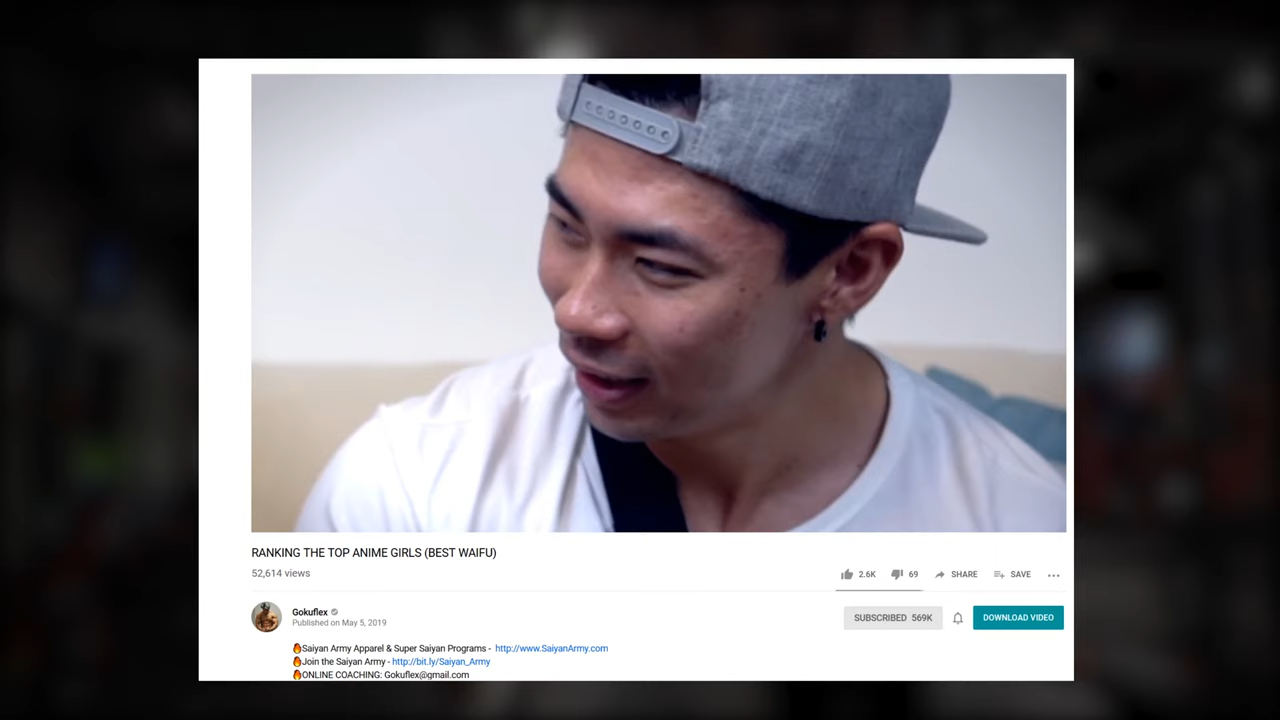 RANKING THE TOP ANIME GIRLS (BEST WAIFU)
52,614 views
2.6K 69 SHARE SAVE
Gokuflex
Published on May 5, 2019
SUBSCRIBED 569K
DOWNLOAD VIDEO
🔥Saiyan Army Apparel & Super Saiyan Programs - http://www.SaiyanArmy.com
🔥Join the Saiyan Army - http://bit.ly/Saiyan_Army
🔥ONLINE COACHING: Gokuflex@gmail.com